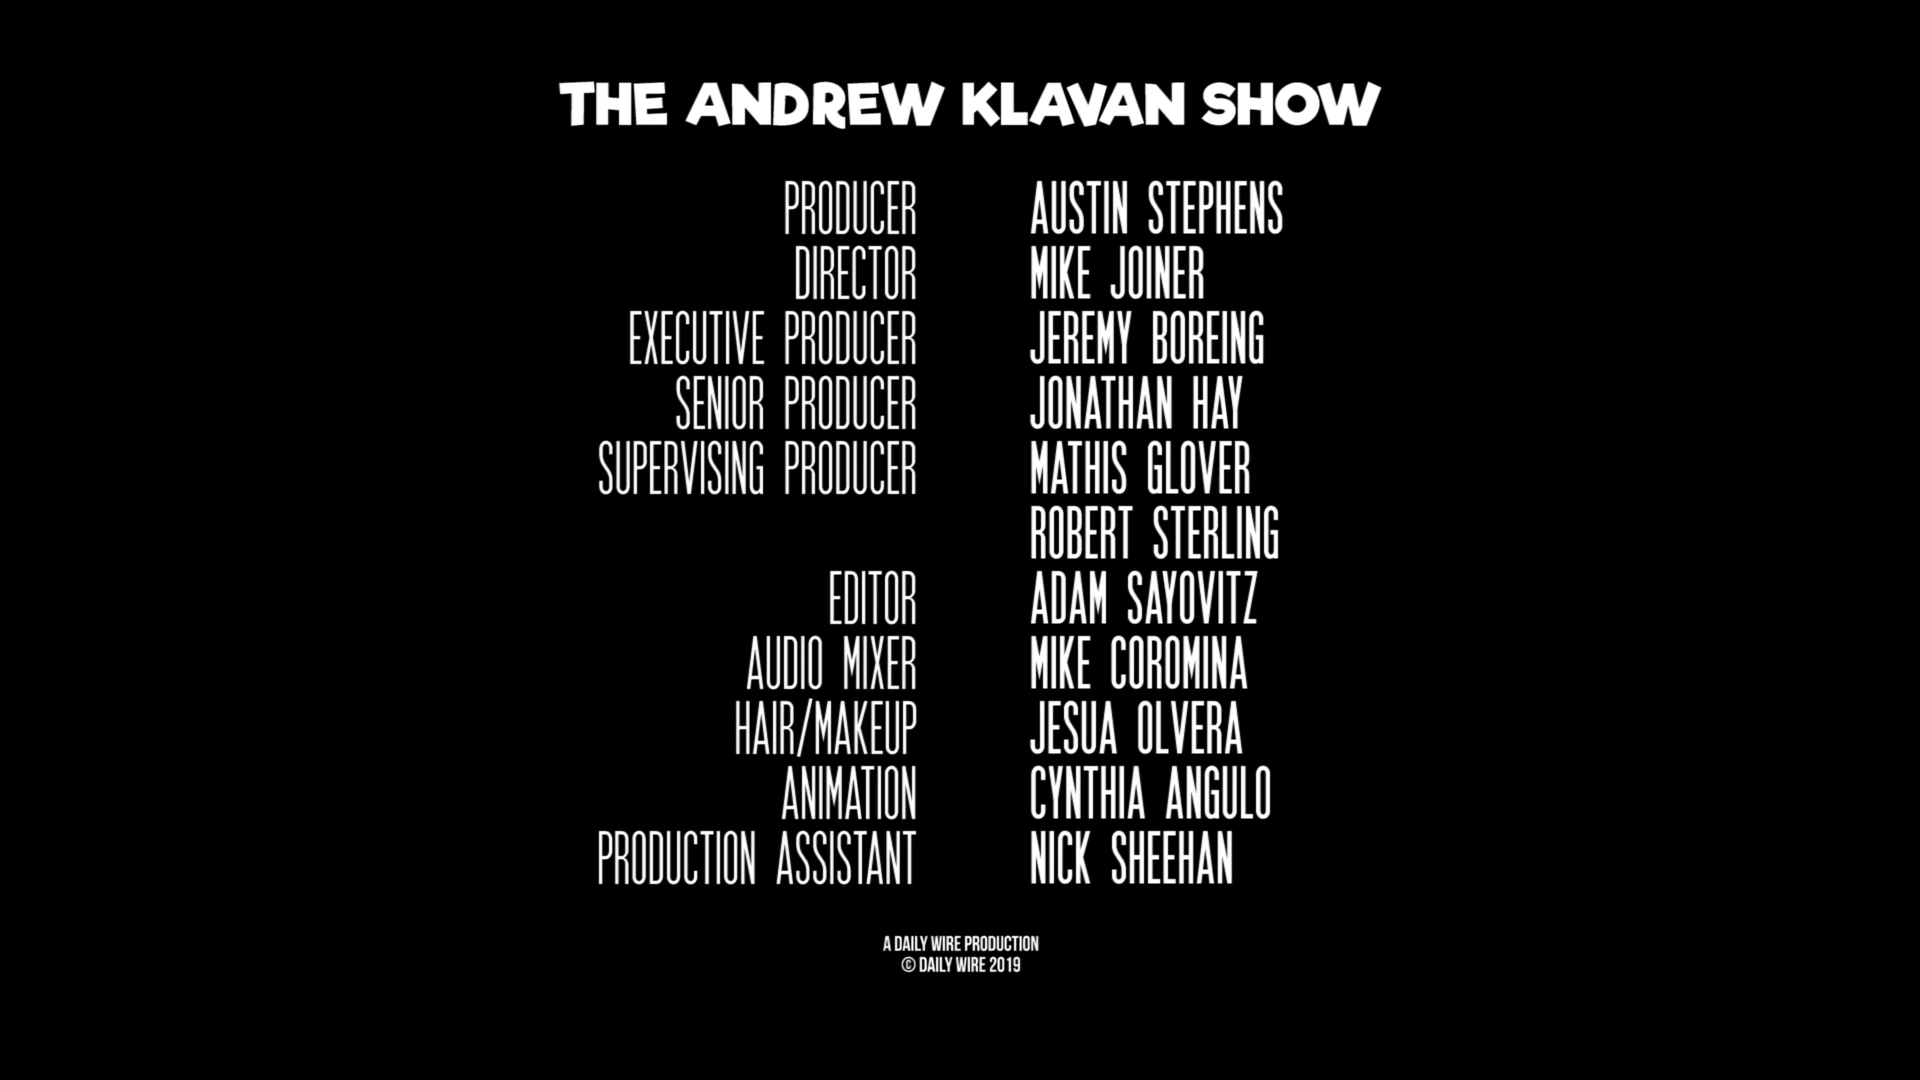 THE ANDREW KLAVAN SHOW
PRODUCER AUSTIN STEPHENS
DIRECTOR MIKE JOINER
EXECUTIVE PRODUCER JEREMY BOREING
SENIOR PRODUCER JONATHAN HAY
SUPERVISING PRODUCER MATHIS GLOVER
ROBERT STERLING
EDITOR ADAM SAYOVITZ
AUDIO MIXER MIKE COROMINA
HAIR/MAKEUP JESUA OLVERA
ANIMATION CYNTHIA ANGULO
PRODUCTION ASSISTANT NICK SHEEHAN
A DAILY WIRE PRODUCTION
© DAILY WIRE 2019